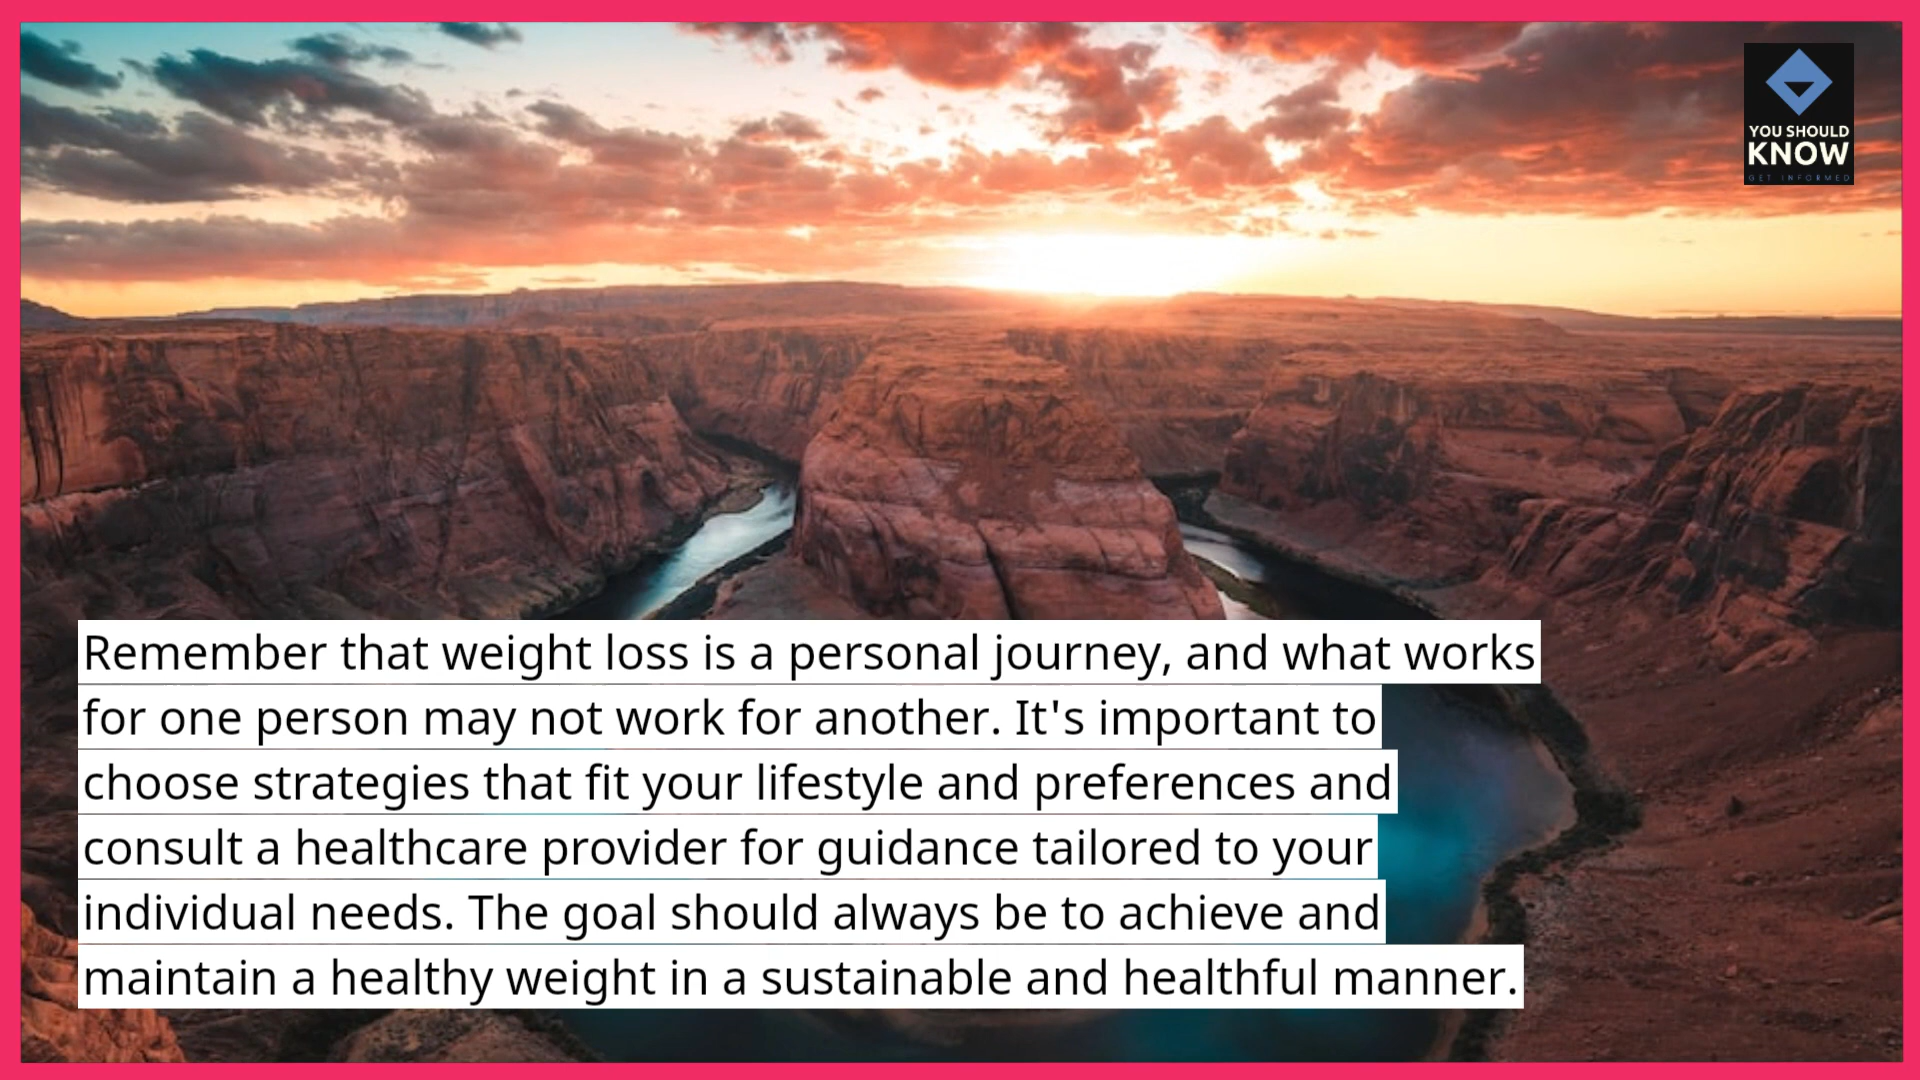 YOU SHOULD
KNOW
GET INFORMED
Remember that weight loss is a personal journey, and what works
for one person may not work for another. It's important to
choose strategies that fit your lifestyle and preferences and
consult a healthcare provider for guidance tailored to your
individual needs. The goal should always be to achieve and
maintain a healthy weight in a sustainable and healthful manner.